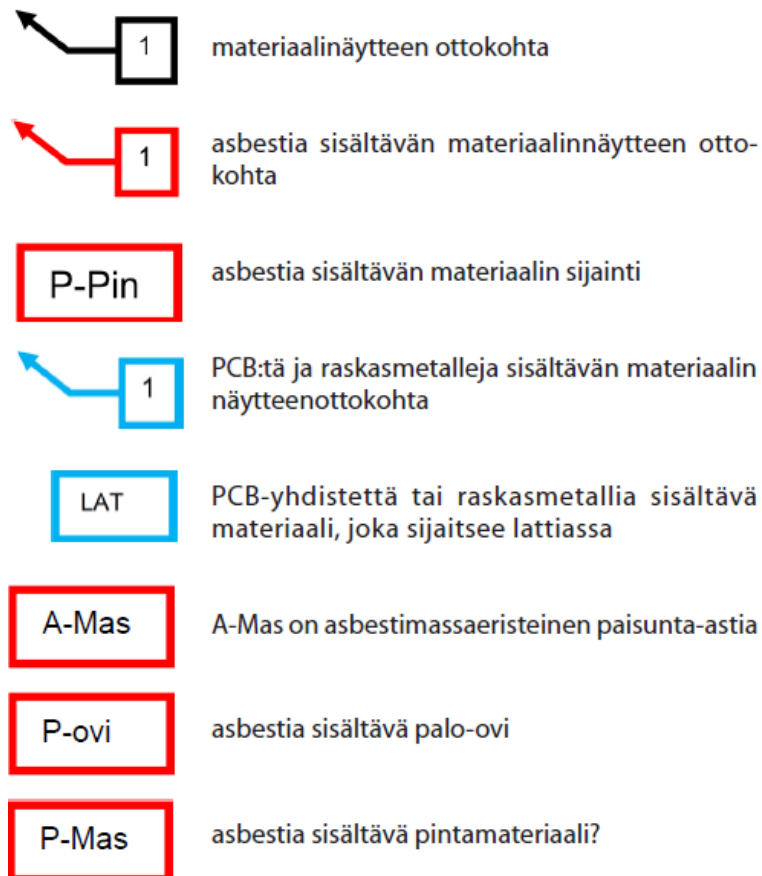 1 materiaalinäytteen ottokohta
1 asbestia sisältävän materiaalinnäytteen otto-
kohta
P-Pin asbestia sisältävän materiaalin sijainti
1 PCB:tä ja raskasmetalleja sisältävän materiaalin
näytteenottokohta
LAT PCB-yhdistettä tai raskasmetallia sisältävä
materiaali, joka sijaitsee lattiassa
A-Mas A-Mas on asbestimassaeristeinen paisunta-astia
P-ovi asbestia sisältävä palo-ovi
P-Mas asbestia sisältävä pintamateriaali?